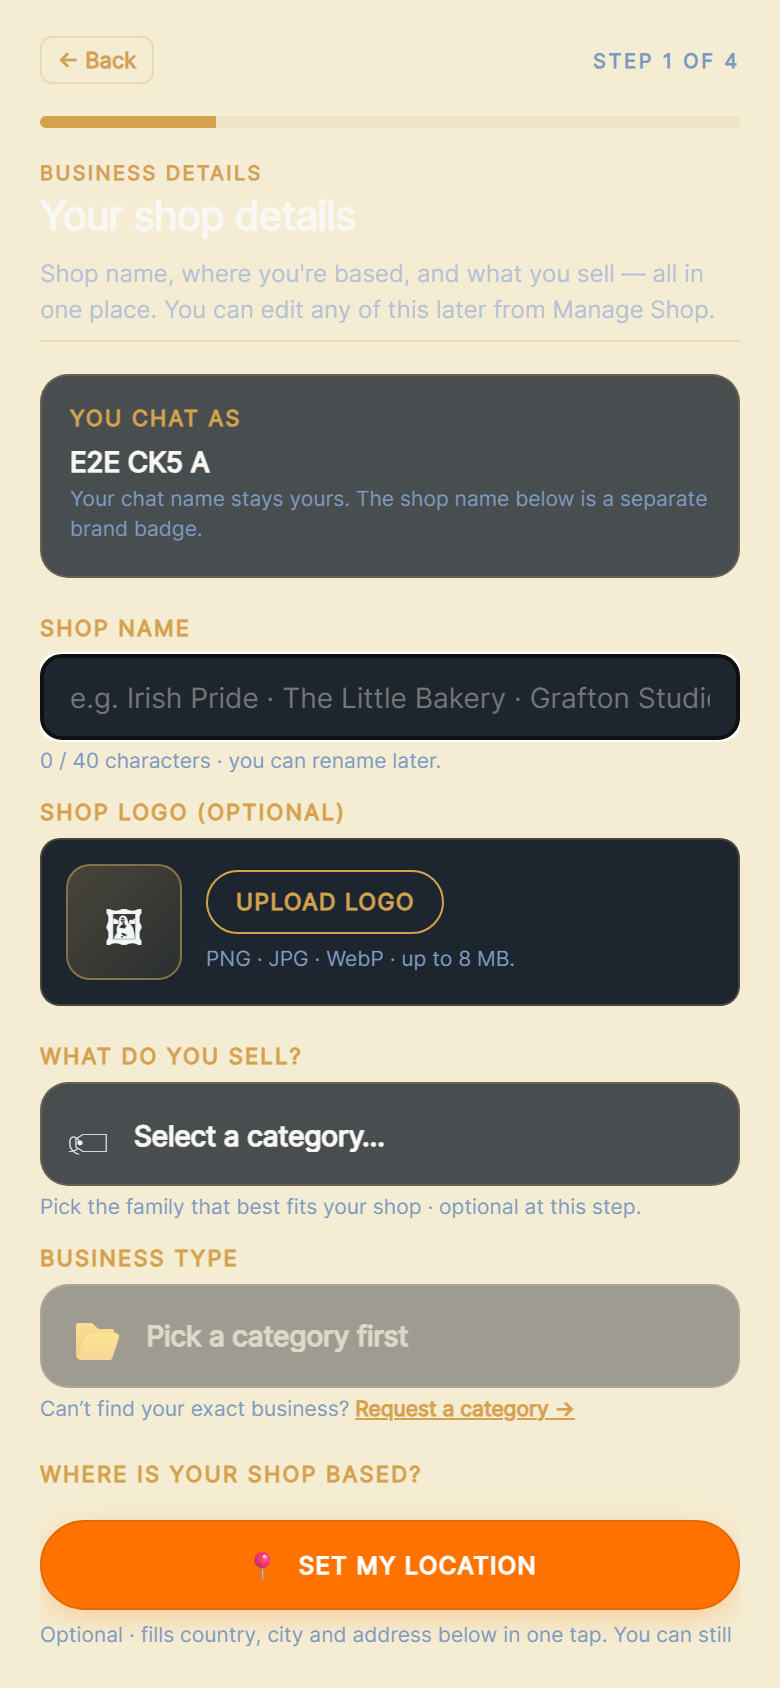 ← Back
STEP 1 OF 4
BUSINESS DETAILS
Your shop details
Shop name, where you're based, and what you sell — all in
one place. You can edit any of this later from Manage Shop.
YOU CHAT AS
E2E CK5 A
Your chat name stays yours. The shop name below is a separate
brand badge.
SHOP NAME
e.g. Irish Pride · The Little Bakery · Grafton
0 / 40 characters · you can rename later.
SHOP LOGO (OPTIONAL)
UPLOAD LOGO
PNG · JPG · WebP · up to 8 MB.
WHAT DO YOU SELL?
Select a category...
Pick the family that best fits your shop · optional at this step.
BUSINESS TYPE
Pick a category first
Can’t find your exact business? Request a category →
WHERE IS YOUR SHOP BASED?
SET MY LOCATION
Optional · fills country, city and address below in one tap. You can still